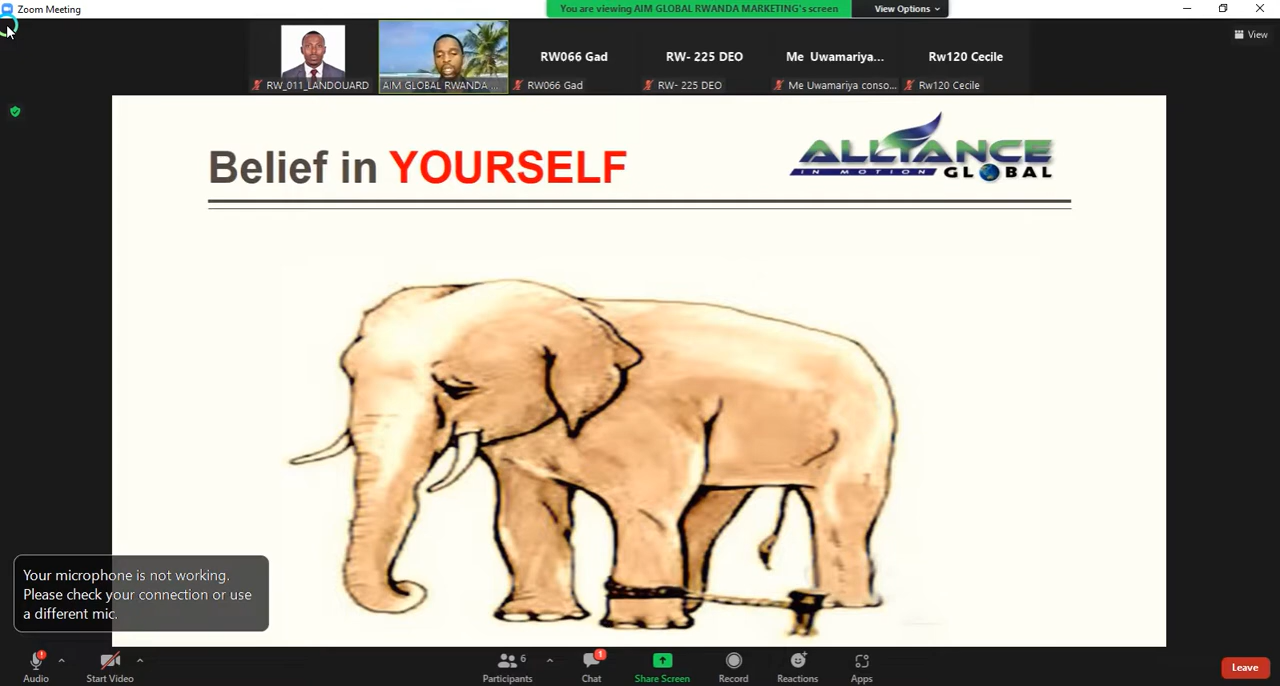 Zoom Meeting
You are viewing AIM GLOBAL RWANDA MARKETING's screen
View Options
View
RW_011_LANDOUARD
AIM GLOBAL RWANDA ...
RW066 Gad
RW066 Gad
RW- 225 DEO
RW- 225 DEO
Me Uwamariya...
Me Uwamariya conso...
Rw120 Cecile
Rw120 Cecile
Belief in YOURSELF
ALLIANCE
IN MOTION GLOBAL
Your microphone is not working.
Please check your connection or use
a different mic.
Audio
Start Video
6
Participants
1
Chat
Share Screen
Record
Reactions
Apps
Leave